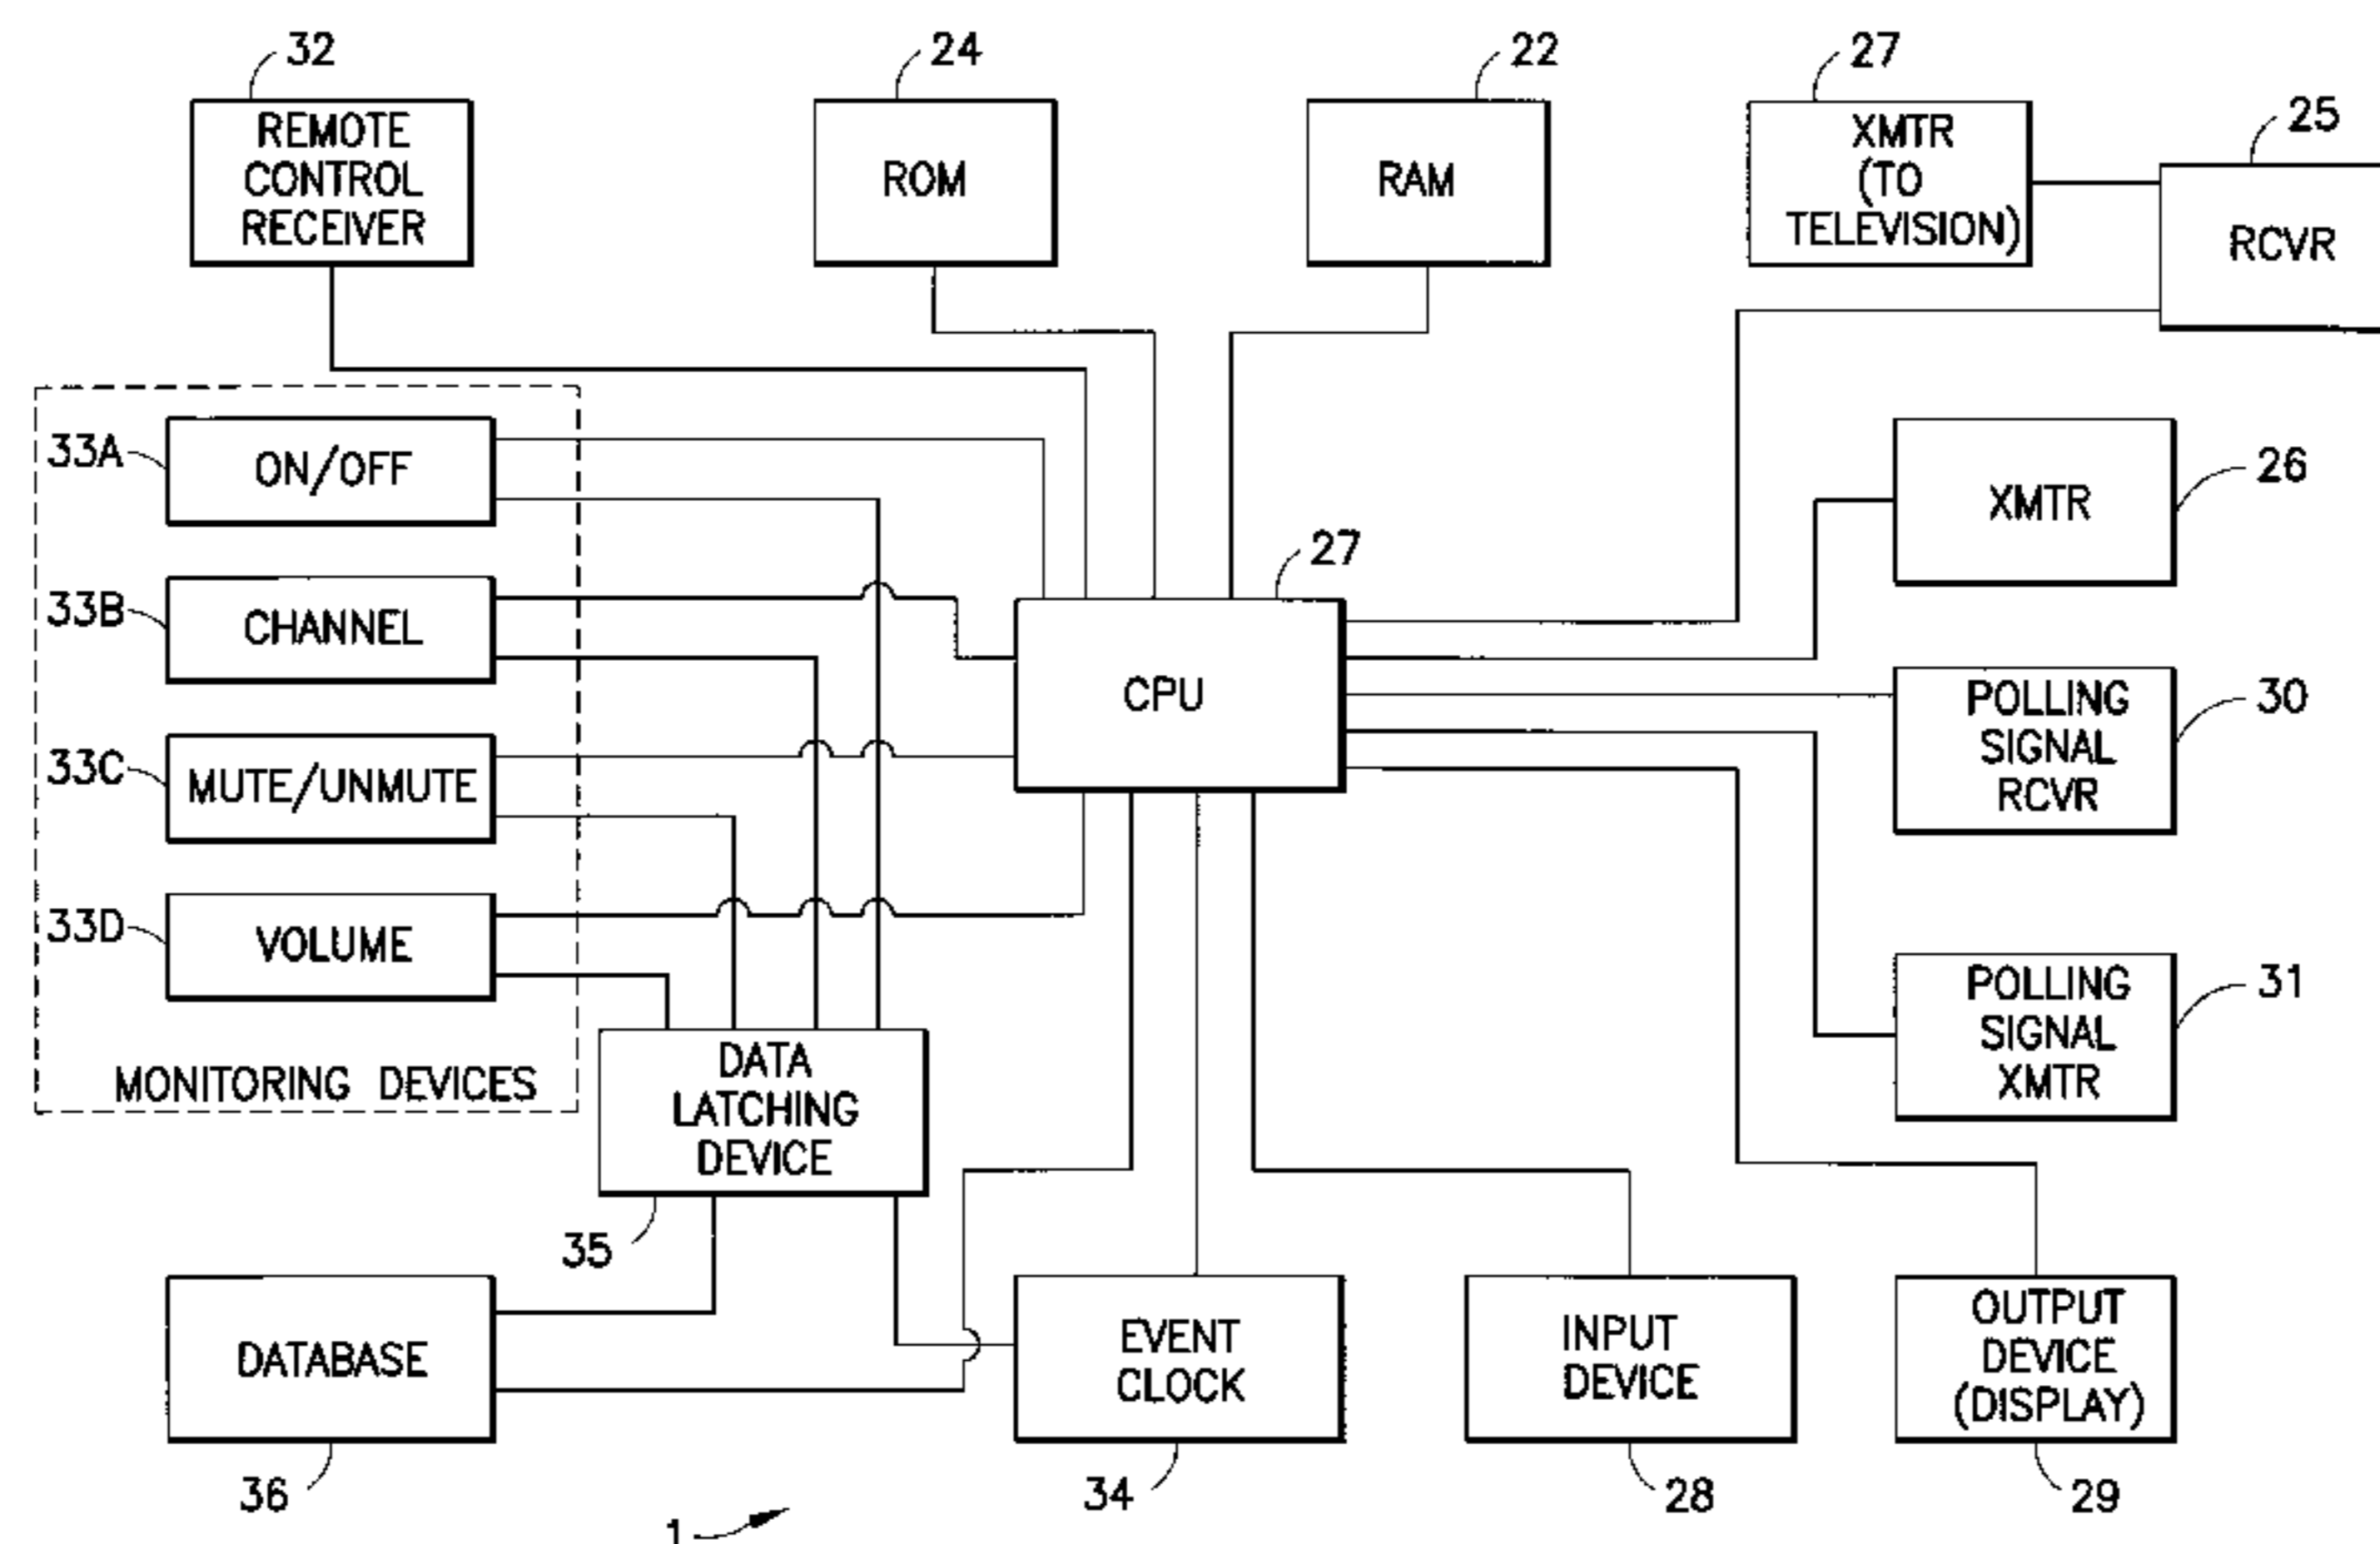 32
24
22
27
25
REMOTE
CONTROL
RECEIVER
ROM
RAM
XMTR
(TO
TELEVISION)
RCVR
33A
ON/OFF
26
XMTR
33B
CHANNEL
27
CPU
30
POLLING
SIGNAL
RCVR
33C
MUTE/UNMUTE
33D
VOLUME
31
POLLING
SIGNAL
XMTR
MONITORING DEVICES
DATA
LATCHING
DEVICE
35
DATABASE
EVENT
CLOCK
INPUT
DEVICE
OUTPUT
DEVICE
(DISPLAY)
36
34
28
29
1